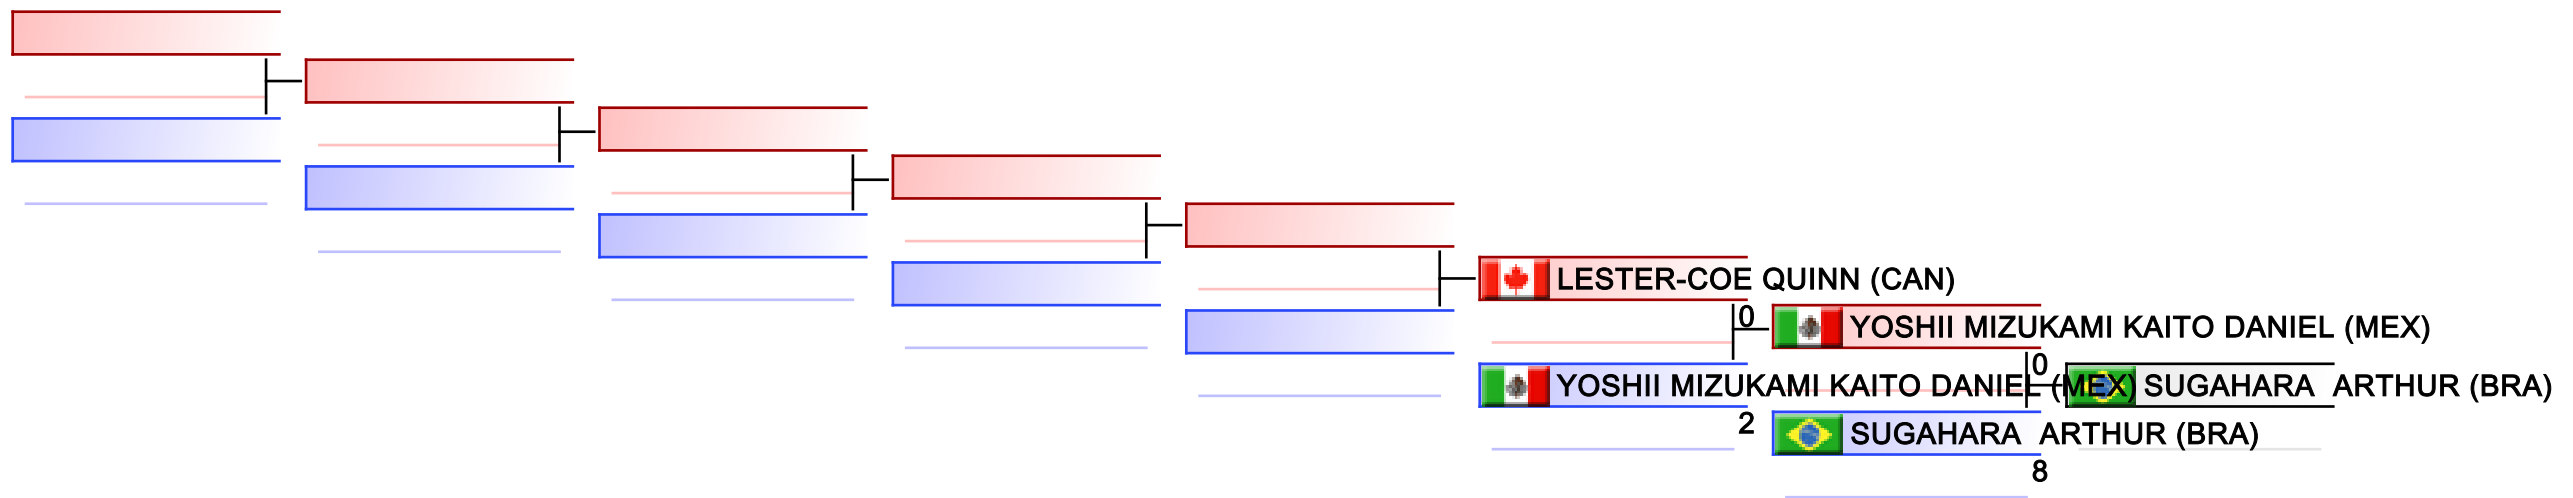 LESTER-COE QUINN (CAN)
0
YOSHII MIZUKAMI KAITO DANIEL (MEX)
0
YOSHII MIZUKAMI KAITO DANIEL (MEX)
SUGAHARA  ARTHUR (BRA)
2
SUGAHARA  ARTHUR (BRA)
8